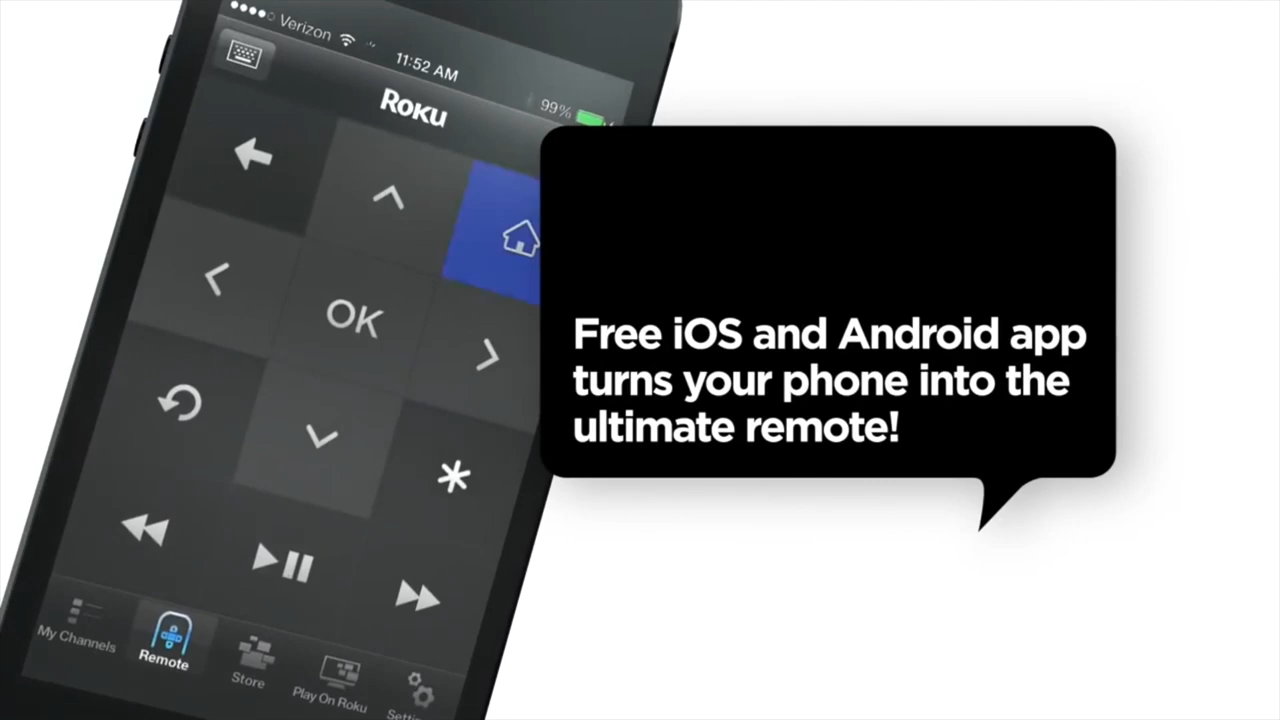 Verizon
11:52 AM
99%
Roku
OK
Free iOS and Android app
turns your phone into the
ultimate remote!
My Channels
Remote
Store
Play On Roku